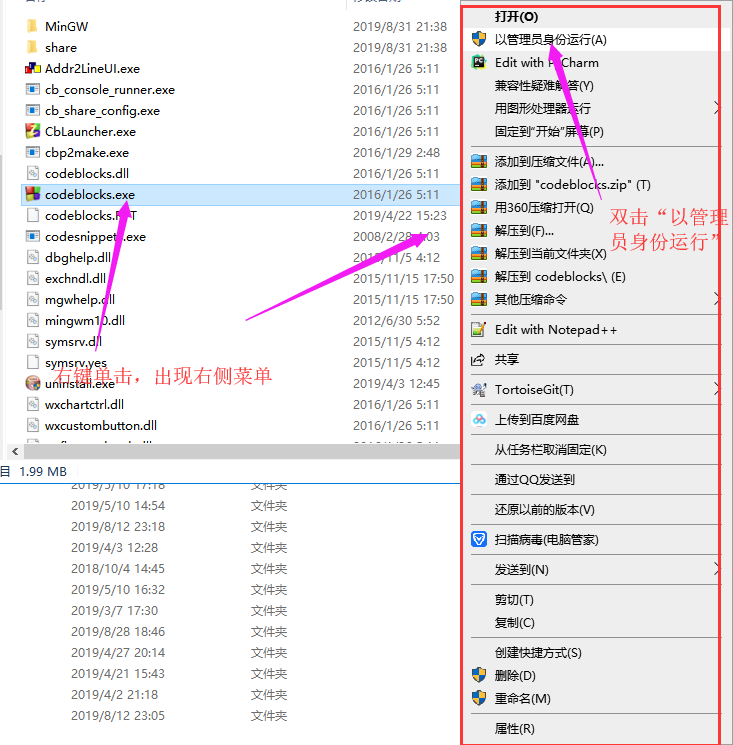 MinGW 2019/8/31 21:38
share 2019/8/31 21:38
Addr2LineUI.exe 2016/1/26 5:11
cb_console_runner.exe 2016/1/26 5:11
cb_share_config.exe 2016/1/26 5:11
CbLauncher.exe 2016/1/26 5:11
cbp2make.exe 2016/1/29 2:48
codeblocks.dll 2016/1/26 5:11
codeblocks.exe 2016/1/26 5:11
2019/4/22 15:23
codesnippets.exe
dbghelp.dll 2015/11/5 4:12
exchndl.dll 2015/11/15 17:50
mgwhelp.dll 2015/11/15 17:50
mingwm10.dll 2012/6/30 5:52
symsrv.dll 2015/11/5 4:12
symsrv.yes 2015/11/5 4:12
右键单击，出现右侧菜单
uninstall.exe 2019/4/3 12:45
wxchartctrl.dll 2016/1/26 5:11
wxcustombutton.dll 2016/1/26 5:11
目 1.99 MB
2019/5/10 17:18 文件夹
2019/5/10 14:54 文件夹
2019/8/12 23:18 文件夹
2019/4/3 12:28 文件夹
2018/10/4 14:45 文件夹
2019/5/10 16:32 文件夹
2019/3/7 17:30 文件夹
2019/8/28 18:46 文件夹
2019/4/27 20:14 文件夹
2019/4/21 15:43 文件夹
2019/4/2 21:18 文件夹
2019/8/12 23:05 文件夹
打开(O)
以管理员身份运行(A)
Edit with PyCharm
兼容性疑难解答(Y)
用图形处理器运行
固定到"开始"屏幕(P)
添加到压缩文件(A)...
添加到 "codeblocks.zip" (T)
用360压缩打开(Q)
解压到(F)...
解压到当前文件夹(X)
解压到 codeblocks\ (E)
其他压缩命令
双击“以管理
员身份运行”
Edit with Notepad++
共享
TortoiseGit(T)
上传到百度网盘
从任务栏取消固定(K)
通过QQ发送到
还原以前的版本(V)
扫描病毒(电脑管家)
发送到(N)
剪切(T)
复制(C)
创建快捷方式(S)
删除(D)
重命名(M)
属性(R)